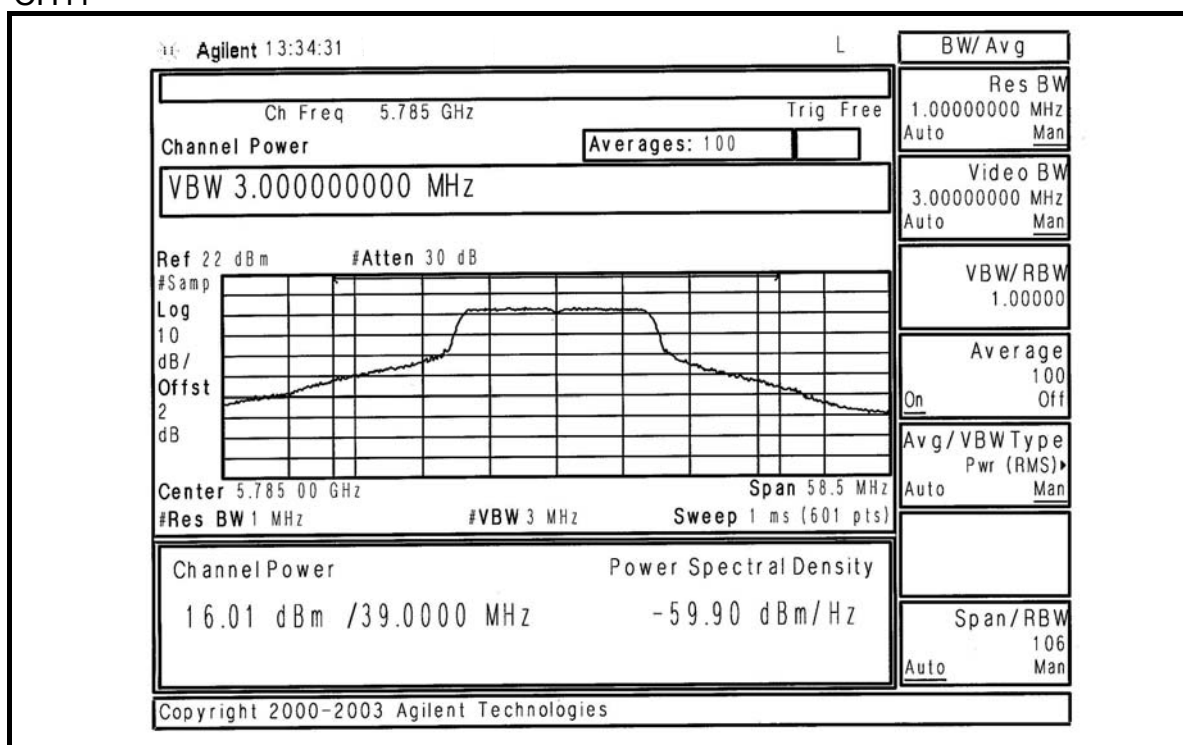 Agilent 13:34:31 L
Ch Freq 5.785 GHz Trig Free
Channel Power Averages: 100
VBW 3.000000000 MHz
Ref 22 dBm #Atten 30 dB
#Samp
Log
10
dB/
Offst
2
dB
Center 5.785 00 GHz Span 58.5 MHz
#Res BW 1 MHz #VBW 3 MHz Sweep 1 ms (601 pts)
Channel Power Power Spectral Density
16.01 dBm /39.0000 MHz -59.90 dBm/Hz
Copyright 2000-2003 Agilent Technologies
BW/Avg
Res BW
1.00000000 MHz
Auto Man
Video BW
3.00000000 MHz
Auto Man
VBW/RBW
1.00000
Average
100
On Off
Avg/VBW Type
Pwr (RMS)▸
Auto Man
Span/RBW
106
Auto Man